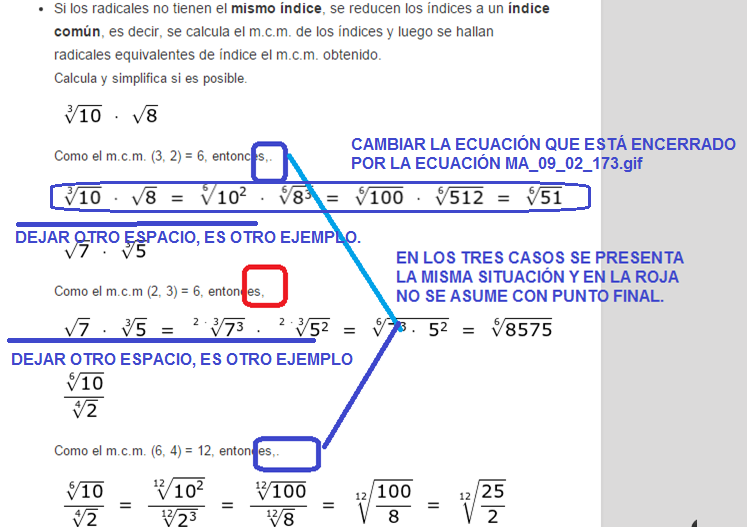 • Si los radicales no tienen el mismo índice, se reducen los índices a un índice
común, es decir, se calcula el m.c.m. de los índices y luego se hallan
radicales equivalentes de índice el m.c.m. obtenido.
Calcula y simplifica si es posible.
∛10 · √8
CAMBIAR LA ECUACIÓN QUE ESTÁ ENCERRADO
POR LA ECUACIÓN MA_09_02_173.gif
Como el m.c.m. (3, 2) = 6, entonces,.
∛10 · √8 = ⁶√10² · ⁶√8³ = ⁶√100 · ⁶√512 = ⁶√51
DEJAR OTRO ESPACIO, ES OTRO EJEMPLO.
√7 · ∛5
EN LOS TRES CASOS SE PRESENTA
LA MISMA SITUACIÓN Y EN LA ROJA
NO SE ASUME CON PUNTO FINAL.
Como el m.c.m (2, 3) = 6, entonces,
√7 · ∛5 = ²·³√7³ · ²·³√5² = ⁶√7³ · 5² = ⁶√8575
DEJAR OTRO ESPACIO, ES OTRO EJEMPLO
⁶√10 / ⁴√2
Como el m.c.m. (6, 4) = 12, entonces,.
⁶√10 / ⁴√2 = ¹²√10² / ¹²√2³ = ¹²√100 / ¹²√8 = ¹²√(100/8) = ¹²√(25/2)